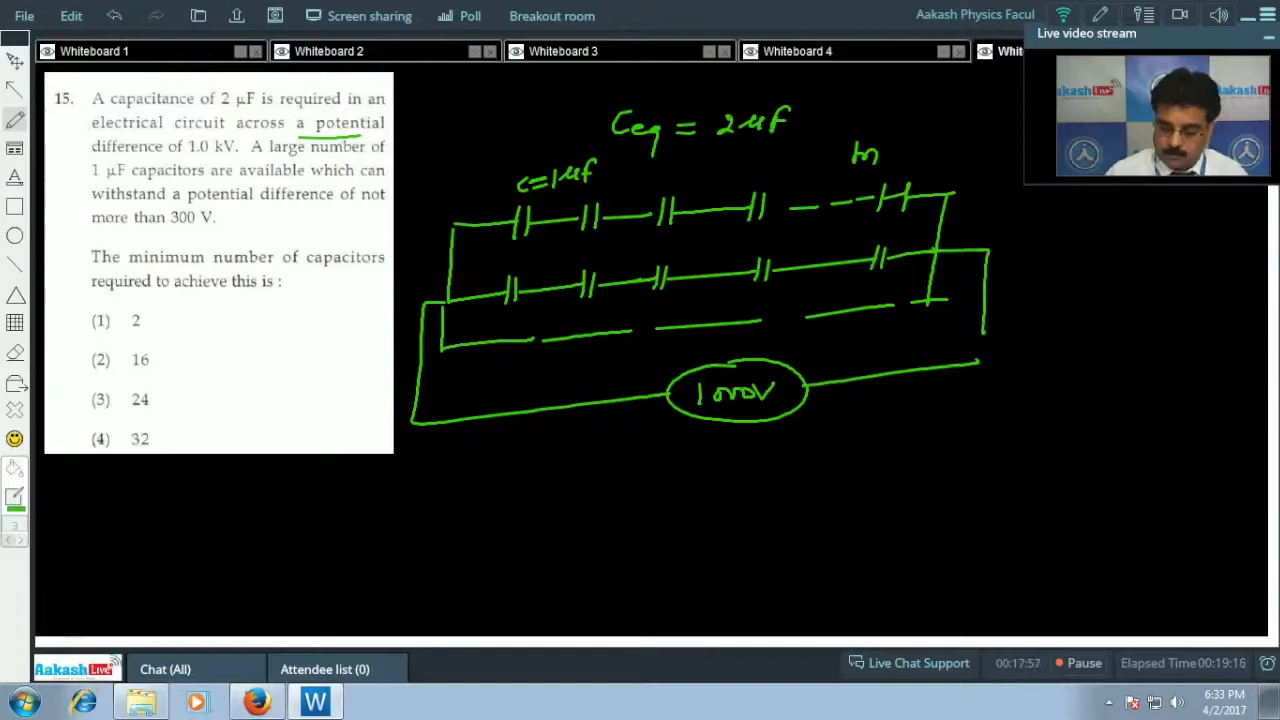 File Edit Screen sharing Poll Breakout room Aakash Physics Facul
Whiteboard 1 Whiteboard 2 Whiteboard 3 Whiteboard 4 Whit
Live video stream
15. A capacitance of 2 μF is required in an
electrical circuit across a potential
difference of 1.0 kV. A large number of
1 μF capacitors are available which can
withstand a potential difference of not
more than 300 V.
The minimum number of capacitors
required to achieve this is :
(1) 2
(2) 16
(3) 24
(4) 32
Ceq = 2μF
C=1μF
m
1000V
3
AakashLive Chat (All) Attendee list (0) Live Chat Support 00:17:57 Pause Elapsed Time 00:19:16
W
6:33 PM
4/2/2017